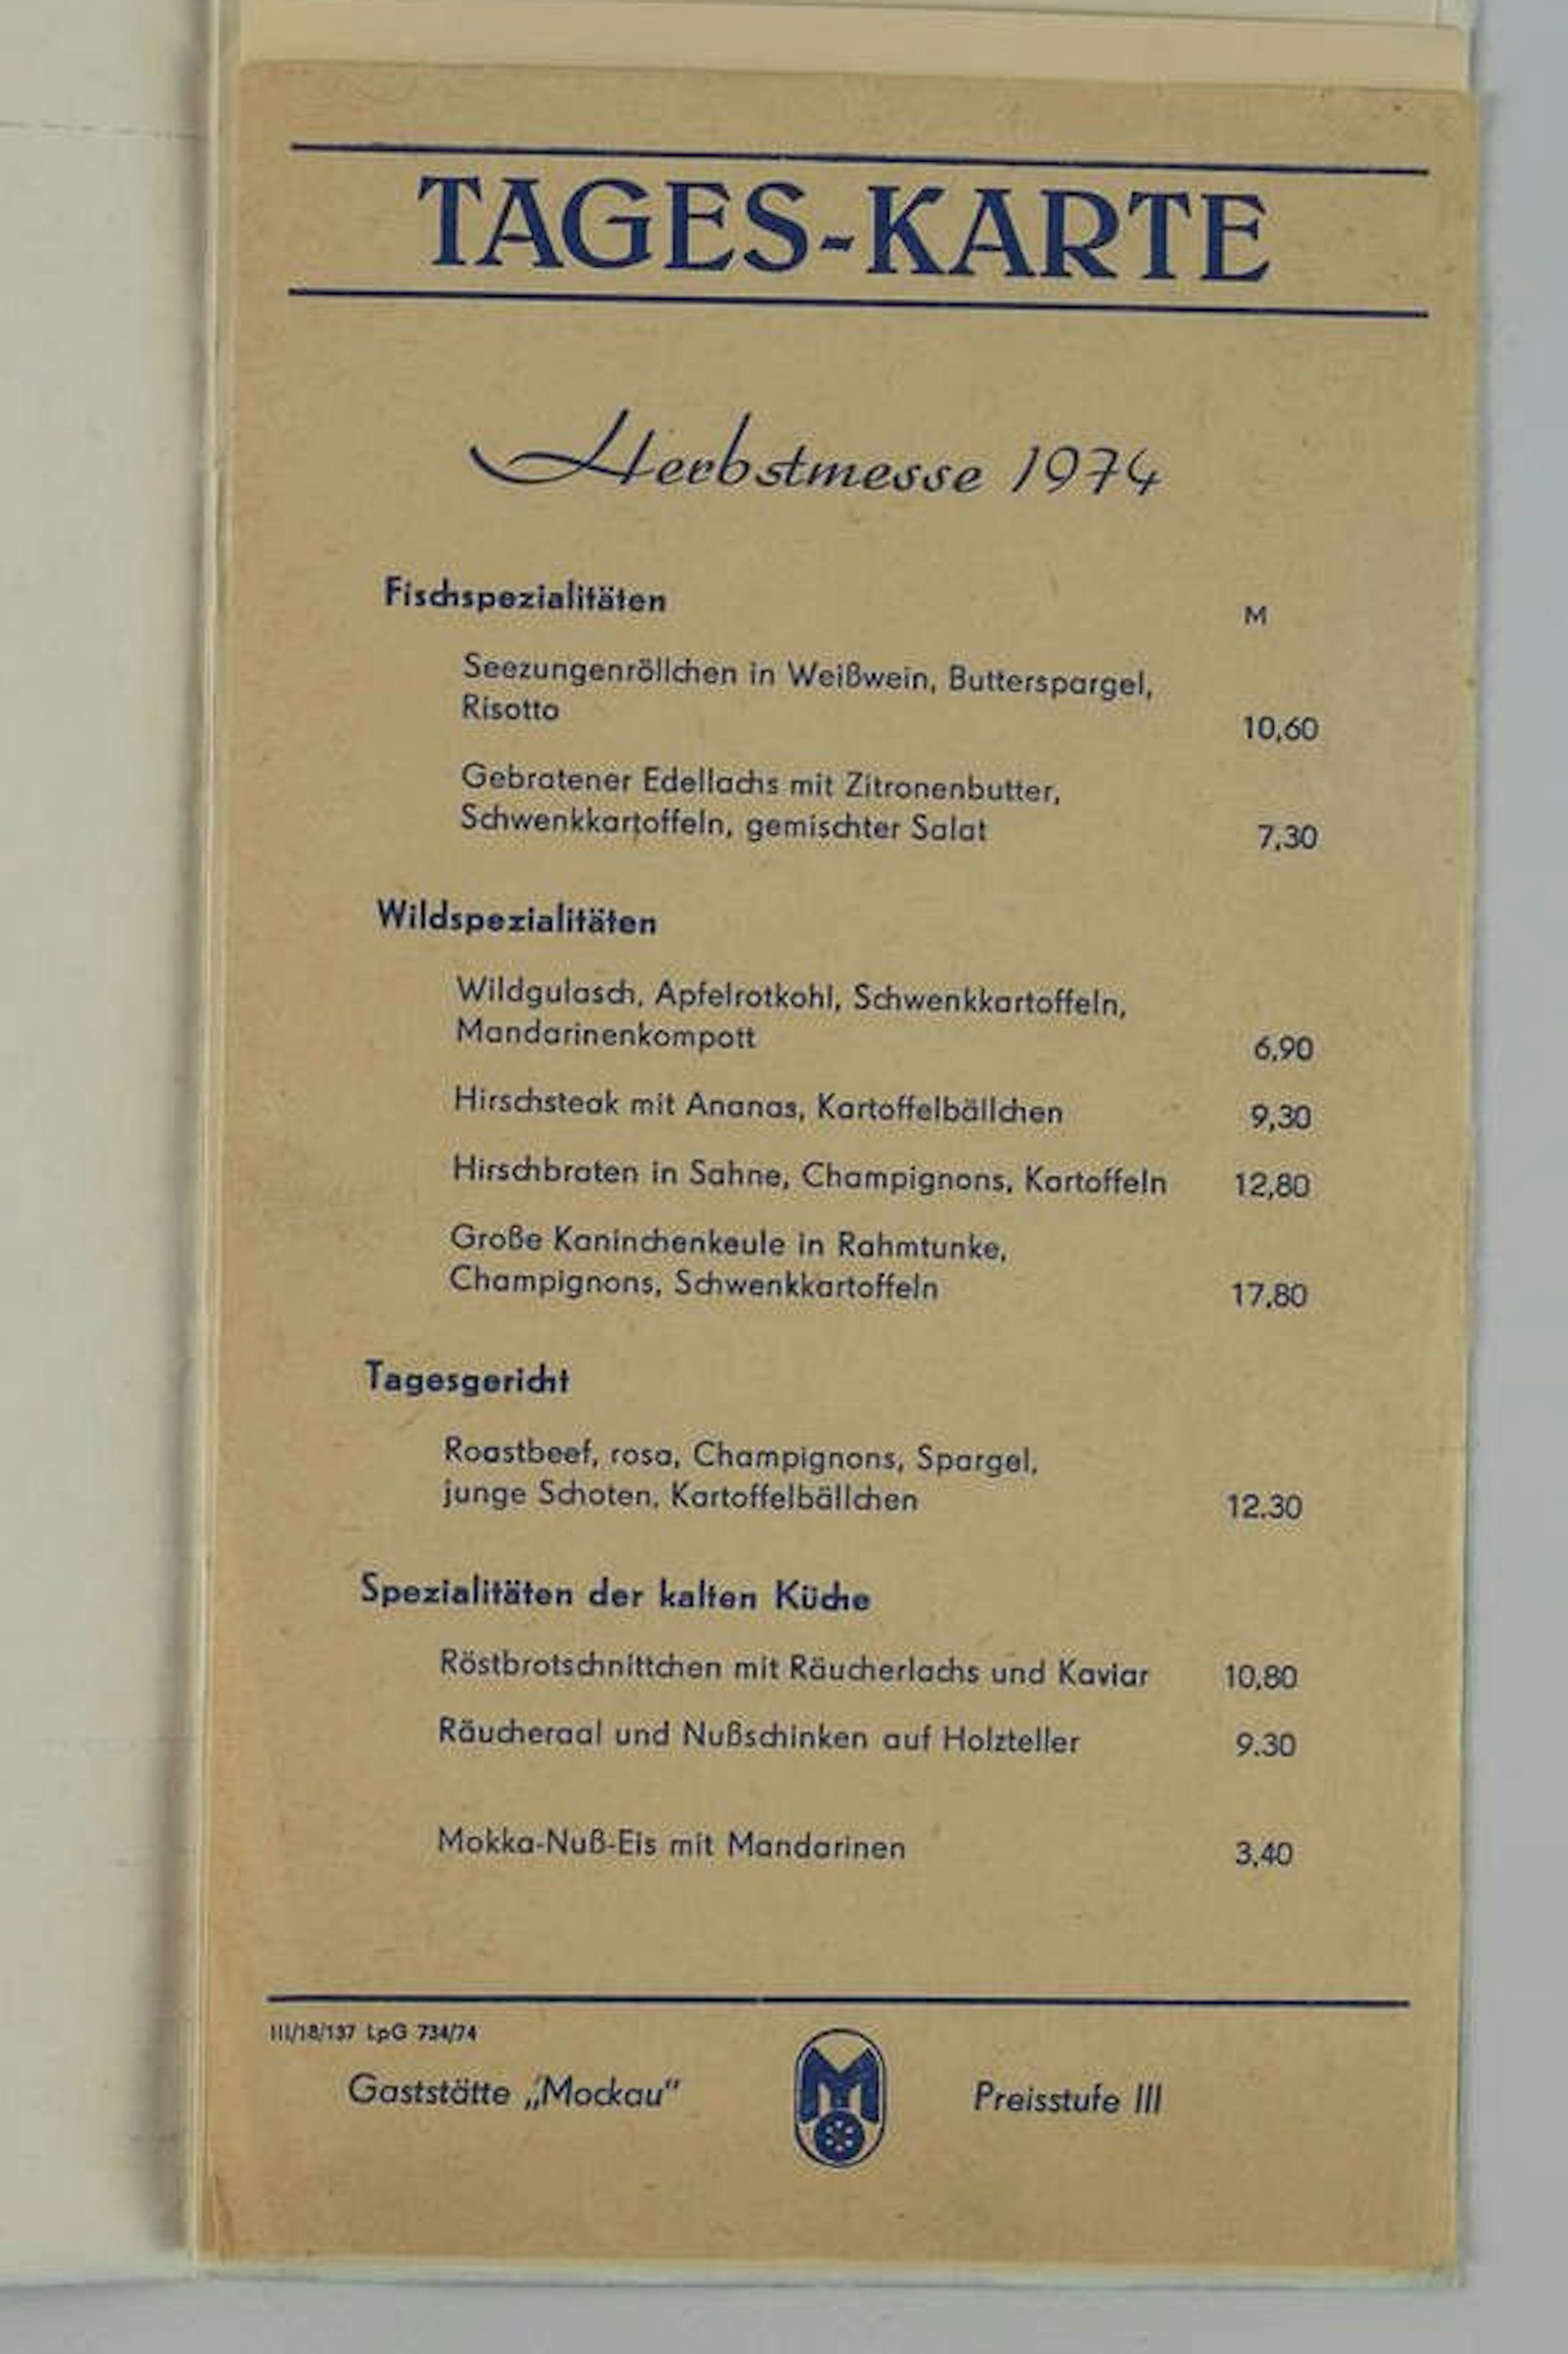 TAGES-KARTE
Herbstmesse 1974
Fischspezialitäten
M
Seezungenröllchen in Weißwein, Butterspargel,
Risotto 10,60
Gebratener Edellachs mit Zitronenbutter,
Schwenkkartoffeln, gemischter Salat 7,30
Wildspezialitäten
Wildgulasch, Apfelrotkohl, Schwenkkartoffeln,
Mandarinenkompott 6,90
Hirschsteak mit Ananas, Kartoffelbällchen 9,30
Hirschbraten in Sahne, Champignons, Kartoffeln 12,80
Große Kaninchenkeule in Rahmtunke,
Champignons, Schwenkkartoffeln 17,80
Tagesgericht
Roastbeef, rosa, Champignons, Spargel,
junge Schoten, Kartoffelbällchen 12.30
Spezialitäten der kalten Küche
Röstbrotschnittchen mit Räucherlachs und Kaviar 10,80
Räucheraal und Nußschinken auf Holzteller 9.30
Mokka-Nuß-Eis mit Mandarinen 3,40
III/18/137 LpG 734/74
Gaststätte „Mockau“ M Preisstufe III